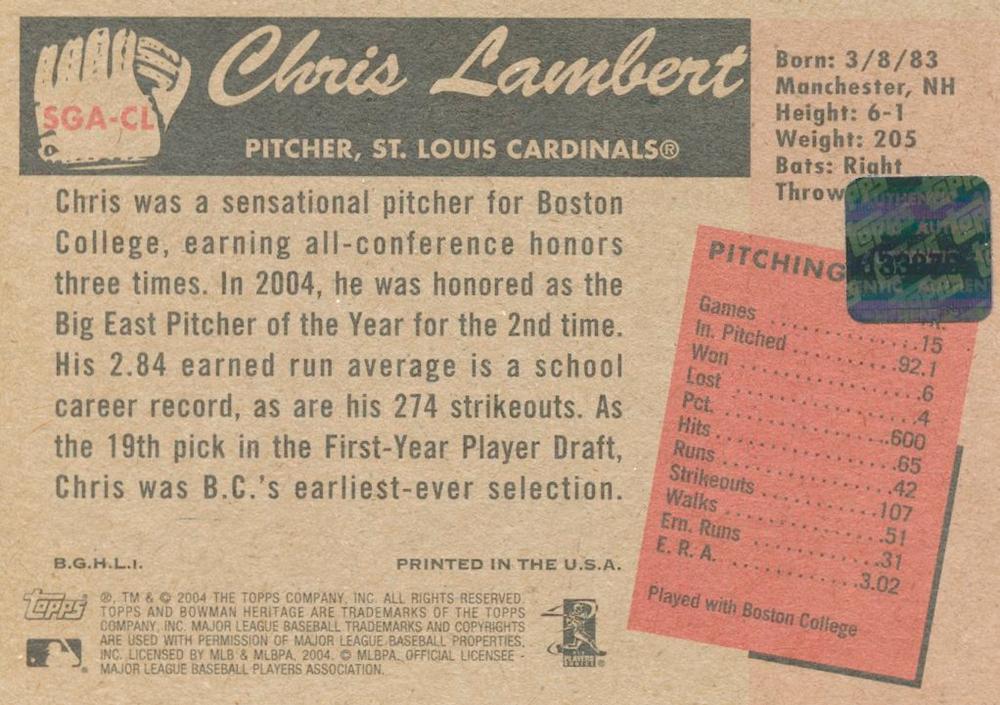 SGA-CL
Chris Lambert
PITCHER, ST. LOUIS CARDINALS®
Born: 3/8/83
Manchester, NH
Height: 6-1
Weight: 205
Bats: Right
Throw
Chris was a sensational pitcher for Boston
College, earning all-conference honors
three times. In 2004, he was honored as the
Big East Pitcher of the Year for the 2nd time.
His 2.84 earned run average is a school
career record, as are his 274 strikeouts. As
the 19th pick in the First-Year Player Draft,
Chris was B.C.'s earliest-ever selection.
PITCHING
Games 15
In. Pitched 92.1
Won 6
Lost 4
Pct. .600
Hits 65
Runs 42
Strikeouts 107
Walks 51
Ern. Runs 31
E. R. A. 3.02
Played with Boston College
B.G.H.L.I.
PRINTED IN THE U.S.A.
Topps
®, TM & © 2004 THE TOPPS COMPANY, INC. ALL RIGHTS RESERVED.
TOPPS AND BOWMAN HERITAGE ARE TRADEMARKS OF THE TOPPS
COMPANY, INC. MAJOR LEAGUE BASEBALL TRADEMARKS AND COPYRIGHTS
ARE USED WITH PERMISSION OF MAJOR LEAGUE BASEBALL PROPERTIES,
INC. LICENSED BY MLB & MLBPA, 2004. © MLBPA. OFFICIAL LICENSEE -
MAJOR LEAGUE BASEBALL PLAYERS ASSOCIATION.